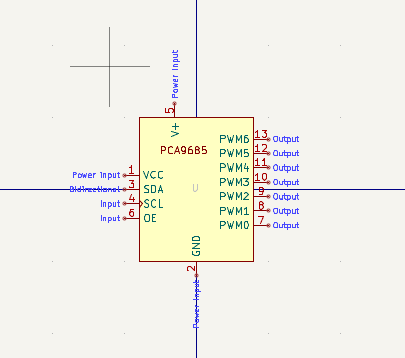 Power Input
5
V+
PCA9685
U
Power Input 1 VCC
Bidirectional 3 SDA
Input 4 SCL
Input 6 OE
PWM6 13 Output
PWM5 12 Output
PWM4 11 Output
PWM3 10 Output
PWM2 9 Output
PWM1 8 Output
PWM0 7 Output
GND
2
Power Input